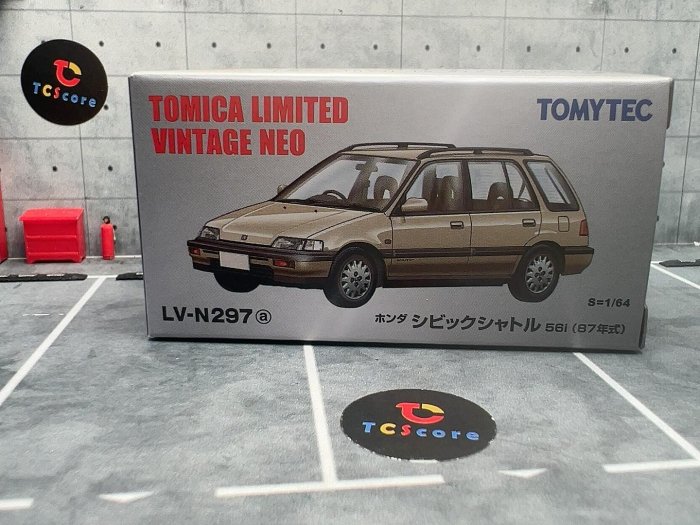 TCScore
TOMICA LIMITED
VINTAGE NEO
TOMYTEC
S=1/64
LV-N297 ⓐ
ホンダ シビックシャトル 56i (87年式)
TCScore